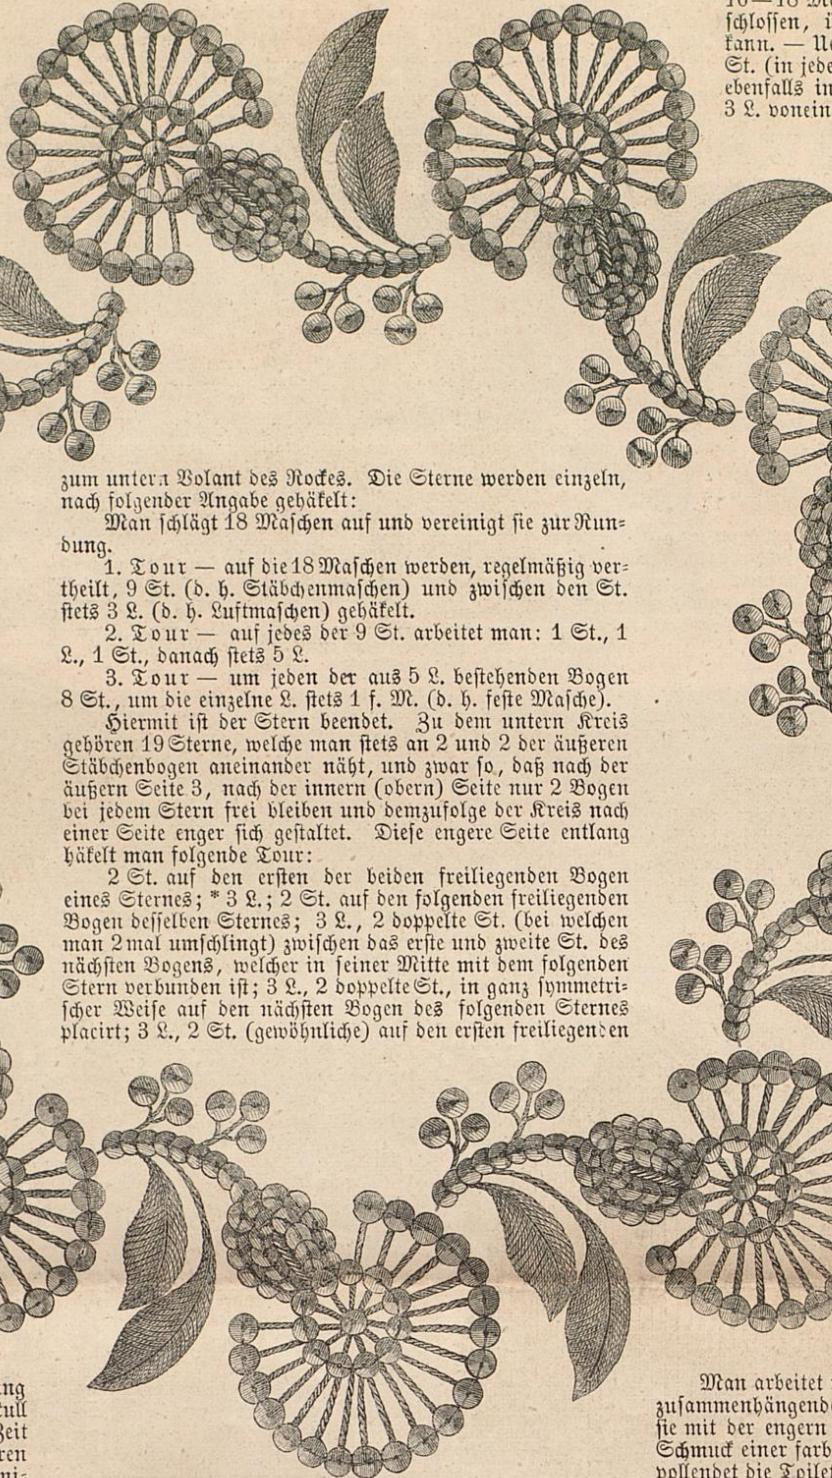 schlossen,
kann. —
St. (in jede
ebenfalls in
3 L. vonein
zum untern Volant des Rockes. Die Sterne werden einzeln,
nach folgender Angabe gehäkelt:
Man schlägt 18 Maschen auf und vereinigt sie zur Run-
dung.
1. Tour — auf die 18 Maschen werden, regelmäßig ver-
theilt, 9 St. (d. h. Stäbchenmaschen) und zwischen den St.
stets 3 L. (d. h. Luftmaschen) gehäkelt.
2. Tour — auf jedes der 9 St. arbeitet man: 1 St., 1
L., 1 St., danach stets 5 L.
3. Tour — um jeden der aus 5 L. bestehenden Bogen
8 St., um die einzelne L. stets 1 f. M. (d. h. feste Masche).
Hiermit ist der Stern beendet. Zu dem untern Kreis
gehören 19 Sterne, welche man stets an 2 und 2 der äußeren
Stäbchenbogen aneinander näht, und zwar so, daß nach der
äußern Seite 3, nach der innern (obern) Seite nur 2 Bogen
bei jedem Stern frei bleiben und demzufolge der Kreis nach
einer Seite enger sich gestaltet. Diese engere Seite entlang
häkelt man folgende Tour:
2 St. auf den ersten der beiden freiliegenden Bogen
eines Sternes; * 3 L.; 2 St. auf den folgenden freiliegenden
Bogen desselben Sternes; 3 L., 2 doppelte St. (bei welchen
man 2 mal umschlingt) zwischen das erste und zweite St. des
nächsten Bogens, welcher in seiner Mitte mit dem folgenden
Stern verbunden ist; 3 L., 2 doppelte St., in ganz symmetri-
scher Weise auf den nächsten Bogen des folgenden Sternes
placirt; 3 L., 2 St. (gewöhnliche) auf den ersten freiliegenden
ng
tull
Zeit
ren
Man arbeitet
zusammenhängend
sie mit der engern
Schmuck einer farb
vollendet die Toile